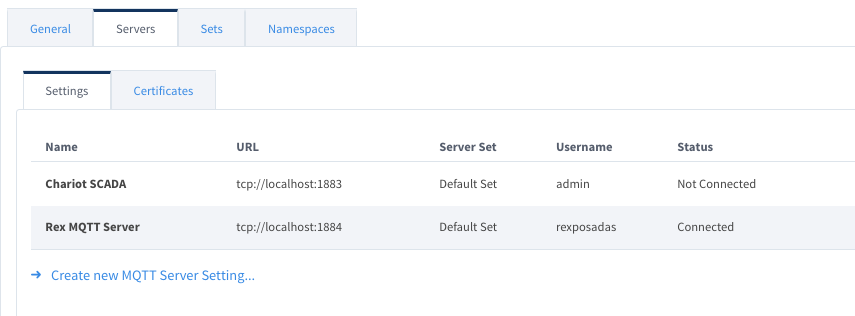 General Servers Sets Namespaces
Settings Certificates
Name URL Server Set Username Status
Chariot SCADA tcp://localhost:1883 Default Set admin Not Connected
Rex MQTT Server tcp://localhost:1884 Default Set rexposadas Connected
→ Create new MQTT Server Setting...